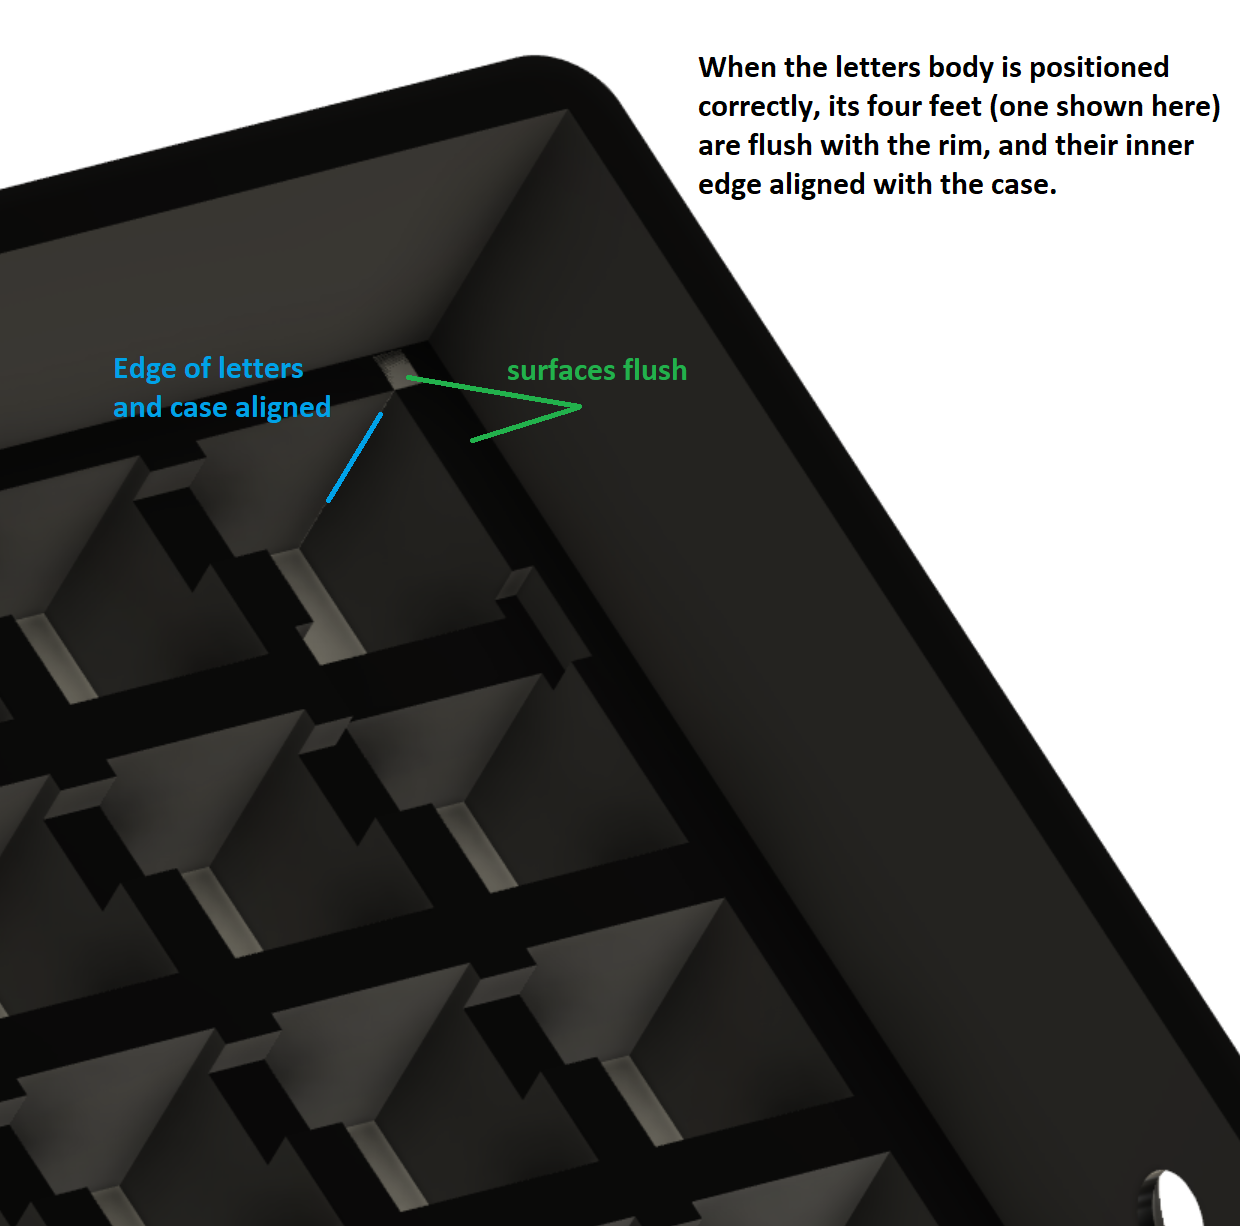 When the letters body is positioned
correctly, its four feet (one shown here)
are flush with the rim, and their inner
edge aligned with the case.
Edge of letters
and case aligned
surfaces flush